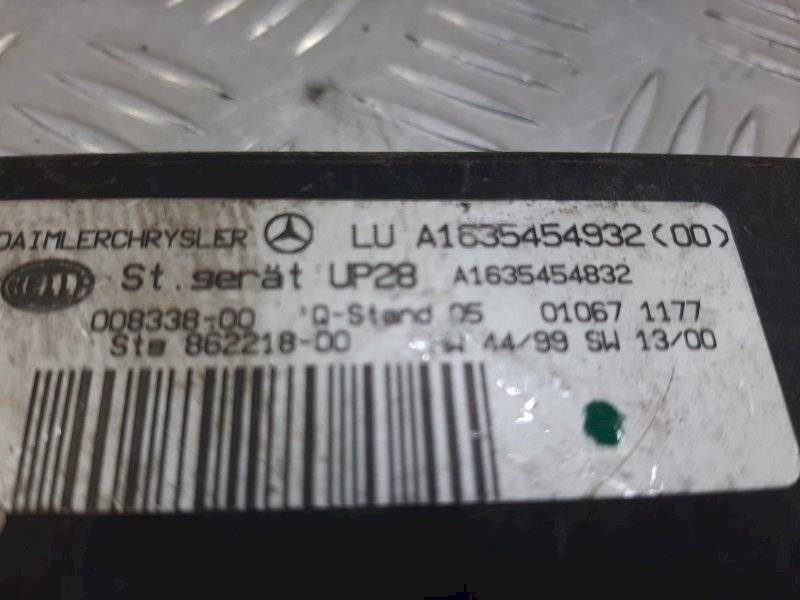 DAIMLERCHRYSLER LU A1635454932(00)
HELLA St.gerät UP28 A1635454832
008338-00 Q-Stand 05 01067 1177
Sta 862218-00 HW 44/99 SW 13/00